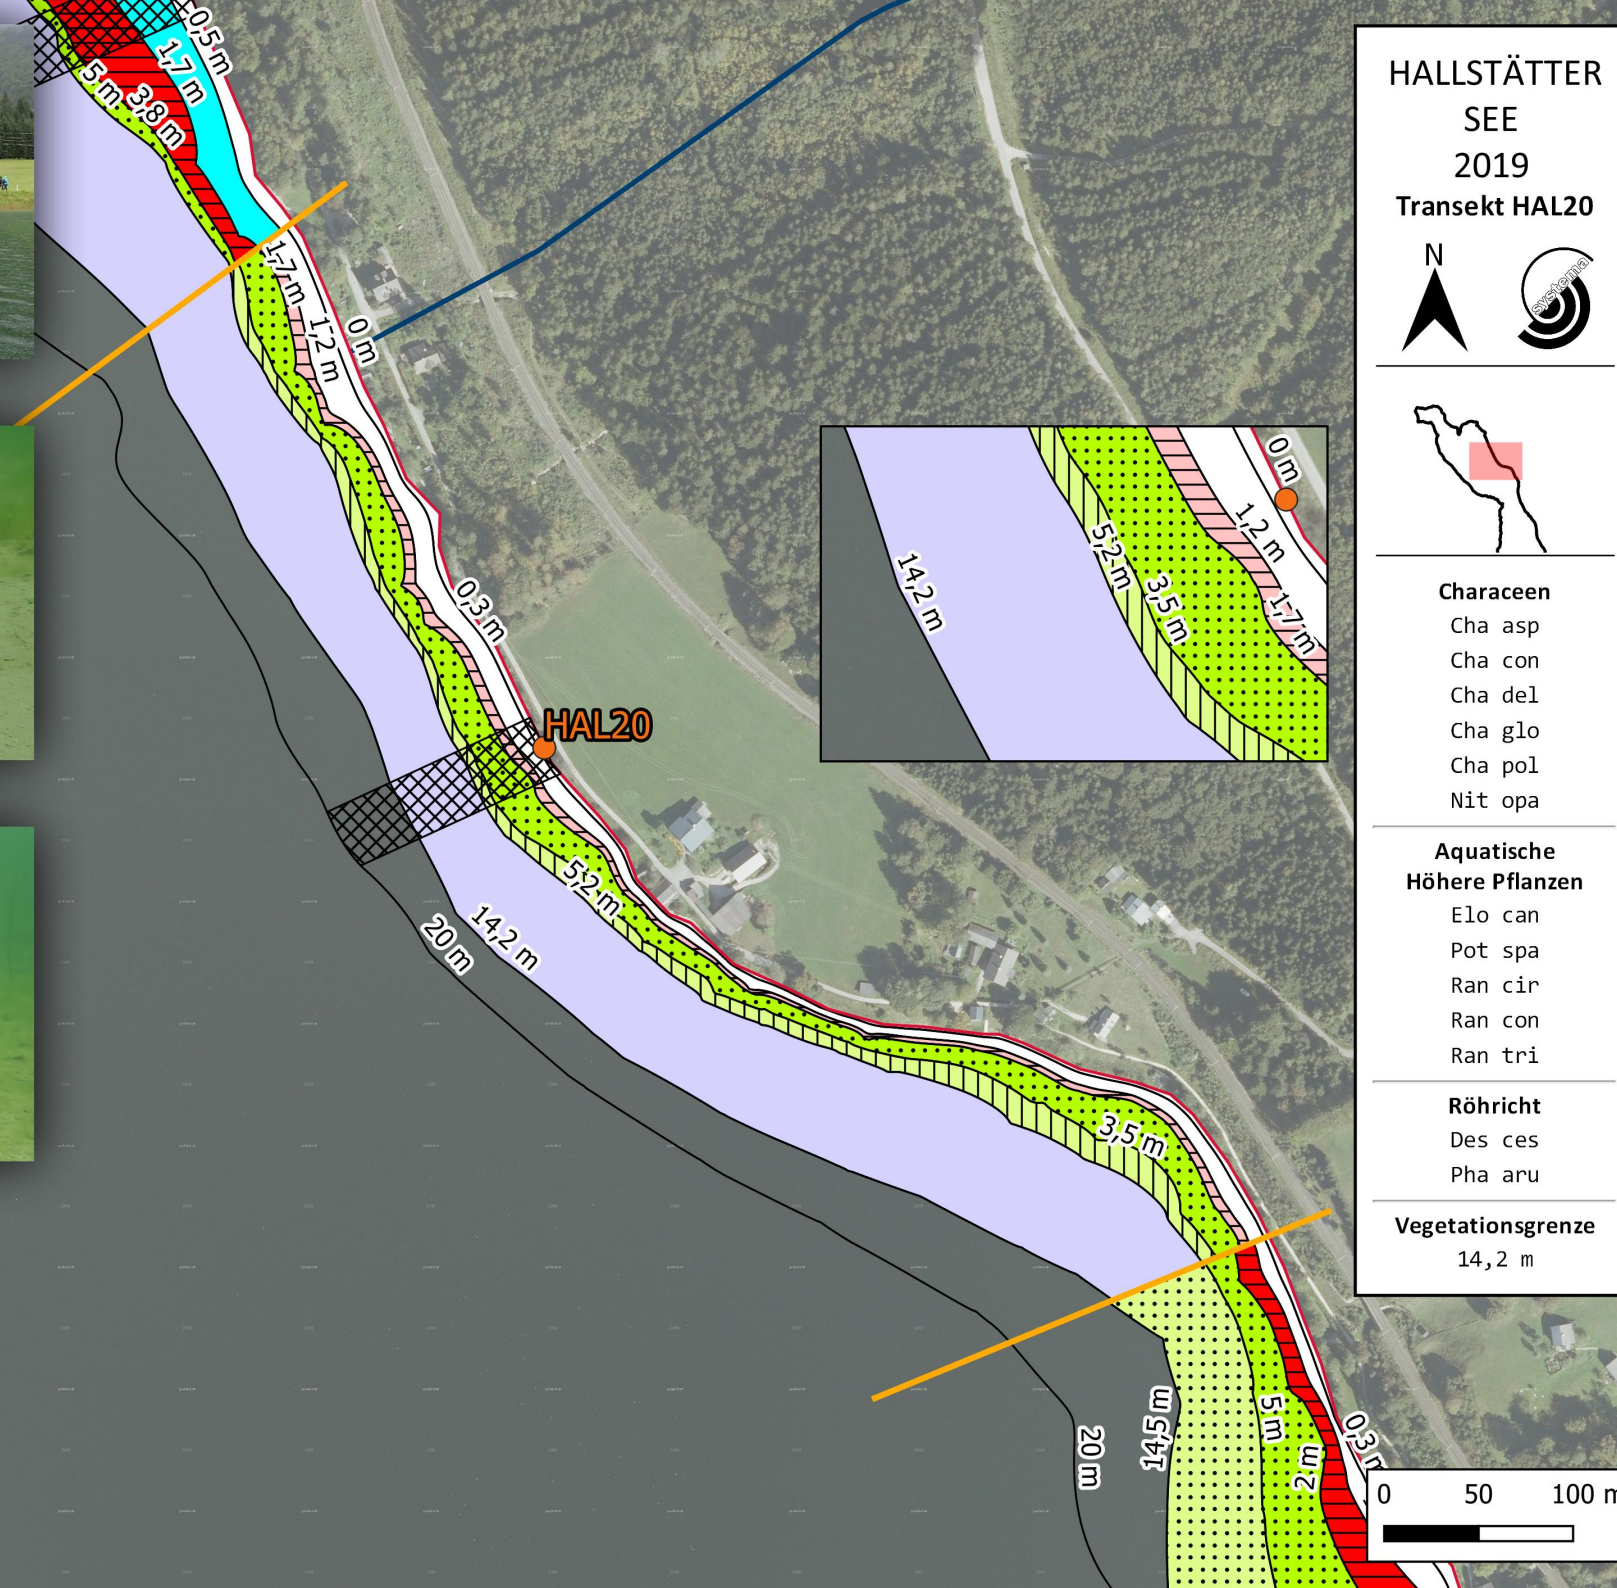 0,5 m
1,7 m
5 m
3,8 m
1,7 m
1,2 m
0 m
0,3 m
HAL20
5,2 m
14,2 m
20 m
3,5 m
14,5 m
20 m
5 m
2 m
0,3 m
0 m
1,2 m
5,2 m
3,5 m
1,7 m
14,2 m
HALLSTÄTTER
SEE
2019
Transekt HAL20
N
systema
Characeen
Cha asp
Cha con
Cha del
Cha glo
Cha pol
Nit opa
Aquatische
Höhere Pflanzen
Elo can
Pot spa
Ran cir
Ran con
Ran tri
Röhricht
Des ces
Pha aru
Vegetationsgrenze
14,2 m
0 50 100 m